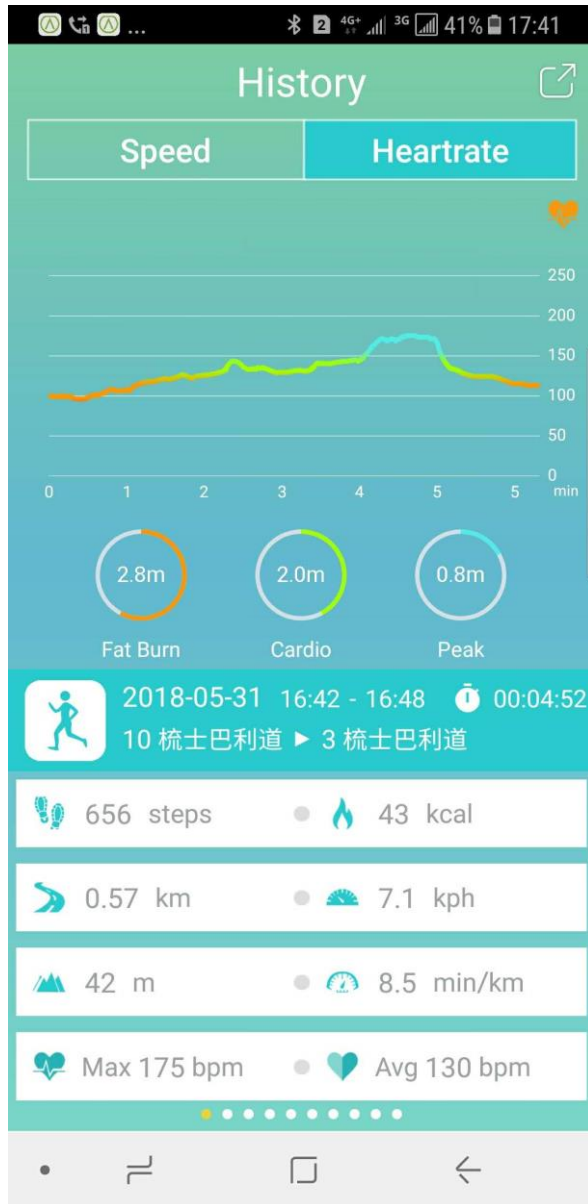 ... 2 4G+ 3G 41% 17:41
History
Speed Heartrate
250
200
150
100
50
0
0 1 2 3 4 5 5 min
2.8m 2.0m 0.8m
Fat Burn Cardio Peak
2018-05-31 16:42 - 16:48 00:04:52
10 梳士巴利道 ▶ 3 梳士巴利道
656 steps 43 kcal
0.57 km 7.1 kph
42 m 8.5 min/km
Max 175 bpm Avg 130 bpm